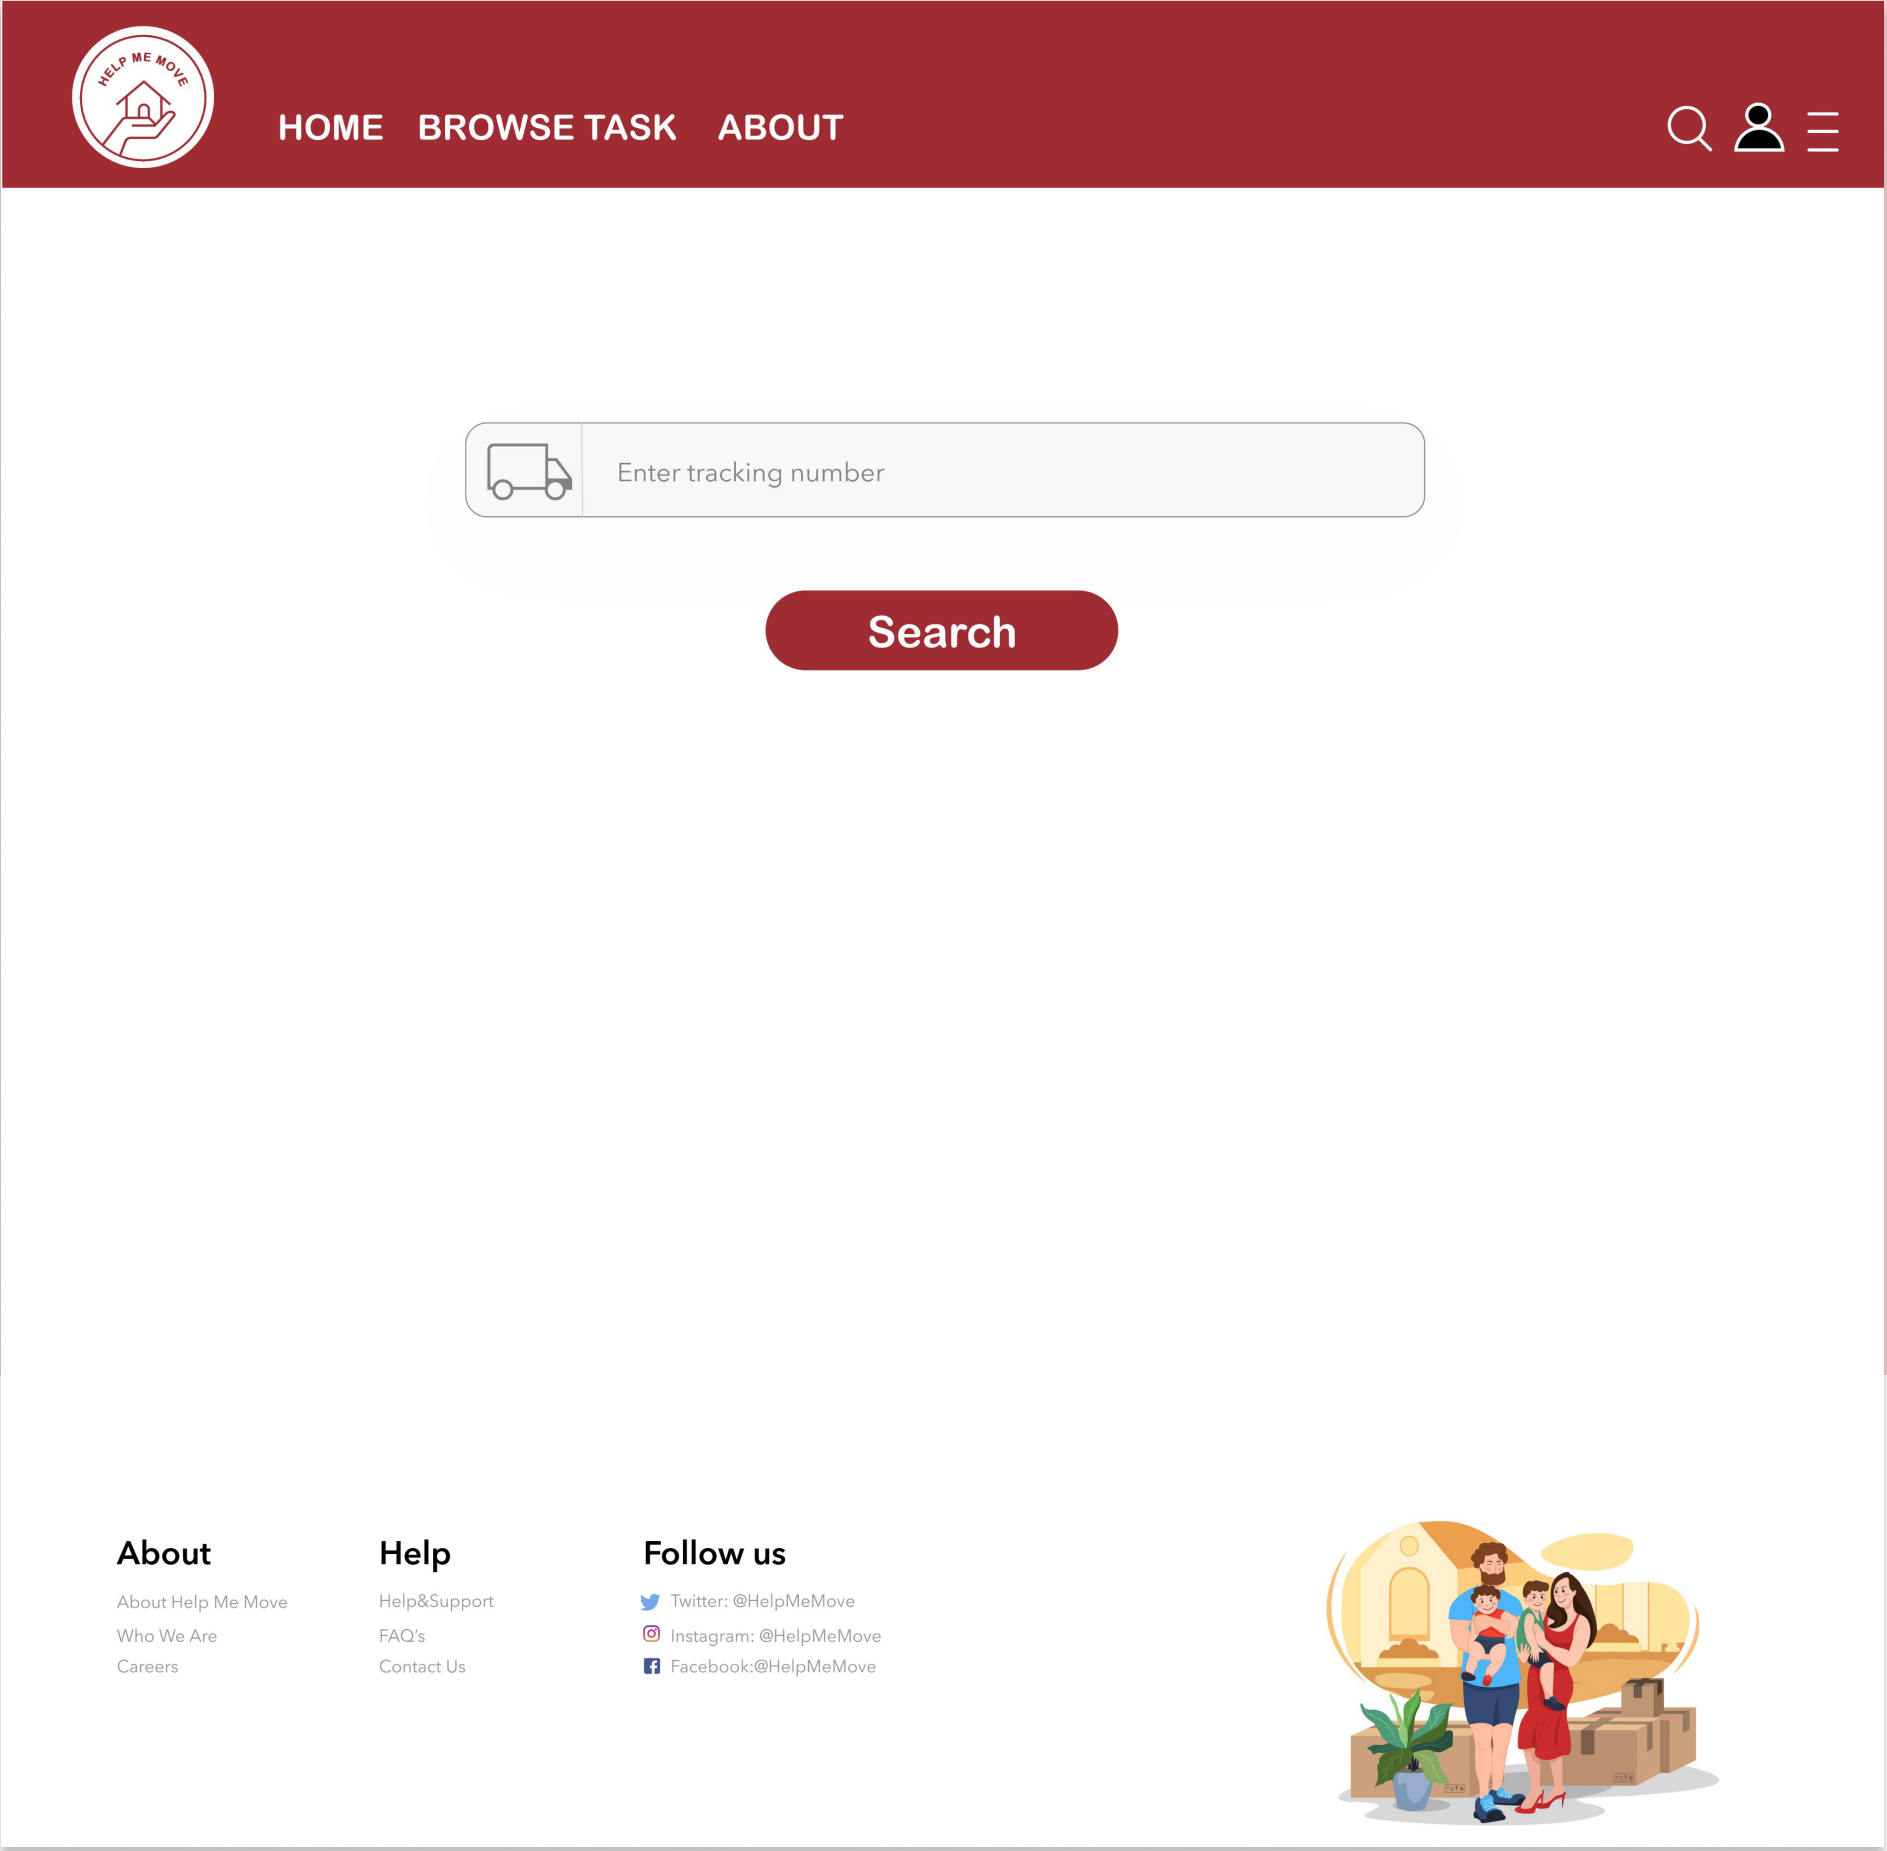 HELP ME MOVE
HOME BROWSE TASK ABOUT
Enter tracking number
Search
About
About Help Me Move
Who We Are
Careers
Help
Help&Support
FAQ's
Contact Us
Follow us
Twitter: @HelpMeMove
Instagram: @HelpMeMove
Facebook:@HelpMeMove